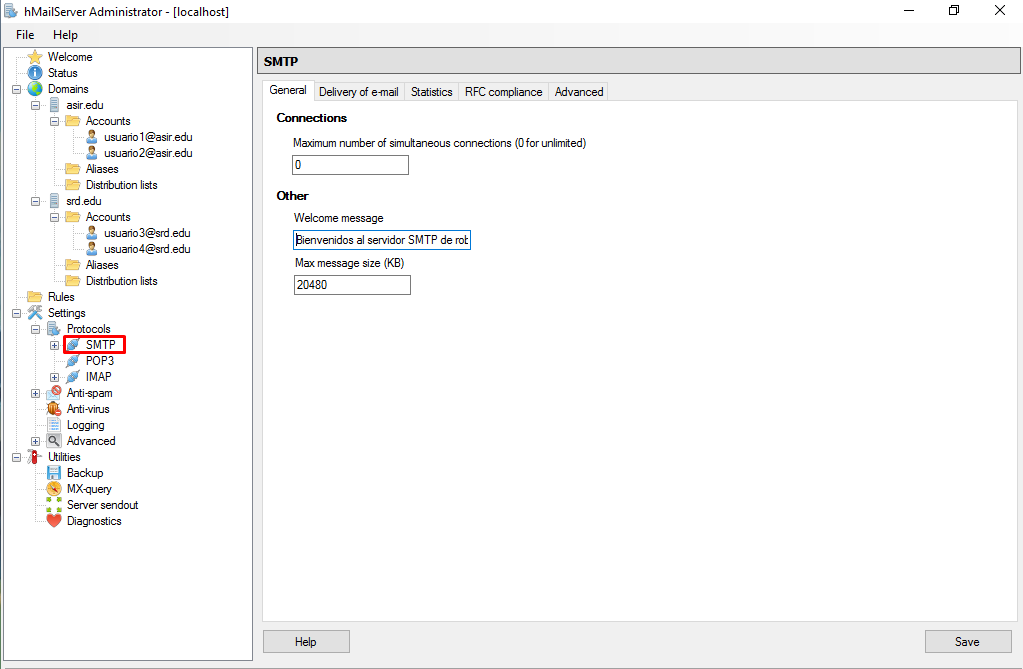 hMailServer Administrator - [localhost]
File Help
Welcome
Status
Domains
asir.edu
Accounts
usuario1@asir.edu
usuario2@asir.edu
Aliases
Distribution lists
srd.edu
Accounts
usuario3@srd.edu
usuario4@srd.edu
Aliases
Distribution lists
Rules
Settings
Protocols
SMTP
POP3
IMAP
Anti-spam
Anti-virus
Logging
Advanced
Utilities
Backup
MX-query
Server sendout
Diagnostics
SMTP
General Delivery of e-mail Statistics RFC compliance Advanced
Connections
Maximum number of simultaneous connections (0 for unlimited)
0
Other
Welcome message
Bienvenidos al servidor SMTP de rob
Max message size (KB)
20480
Help Save